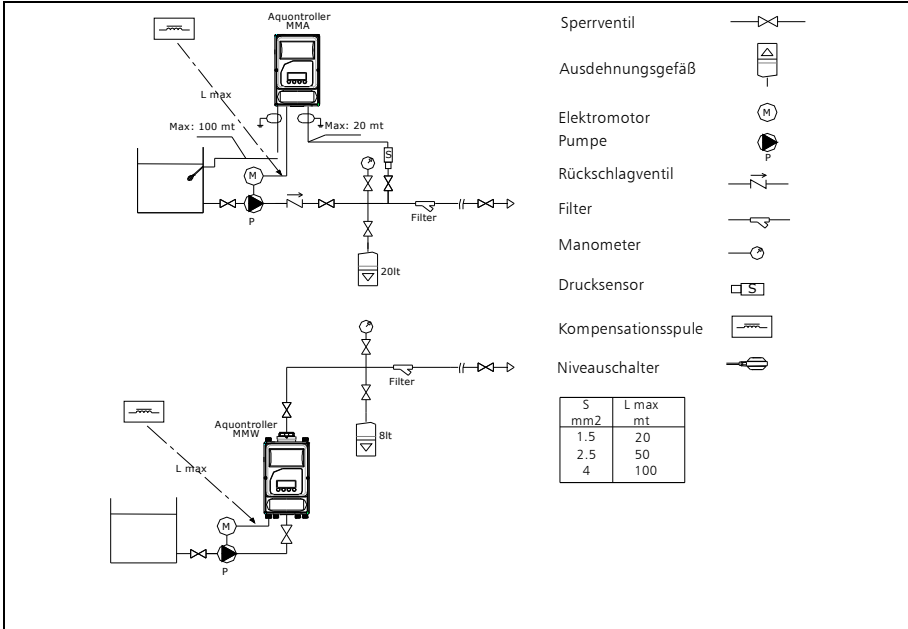 Aquontroller
MMA
L max
Max: 100 mt
Max: 20 mt
S
M
P
Filter
20lt
Aquontroller
MMW
L max
M
P
Filter
8lt
Sperrventil
Ausdehnungsgefäß
Elektromotor
M
Pumpe
P
Rückschlagventil
Filter
Manometer
Drucksensor
S
Kompensationsspule
Niveauschalter
S L max
mm2 mt
1.5 20
2.5 50
4 100